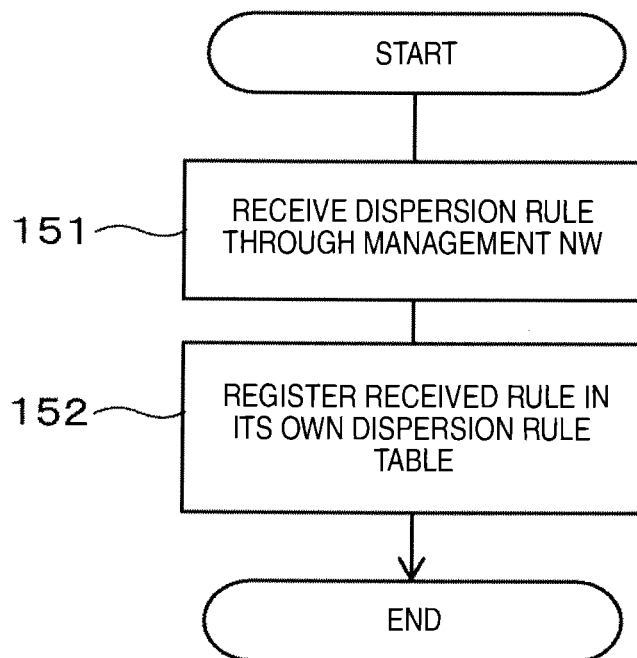 START
151
RECEIVE DISPERSION RULE
THROUGH MANAGEMENT NW
152
REGISTER RECEIVED RULE IN
ITS OWN DISPERSION RULE
TABLE
END